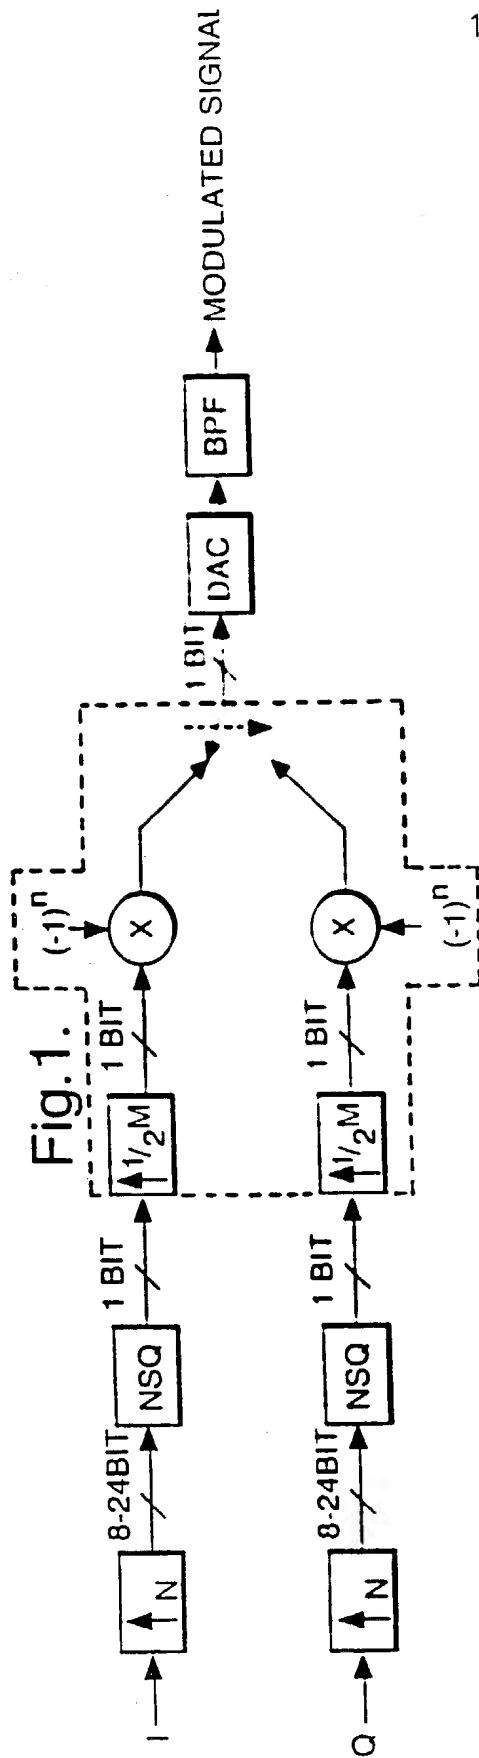 1
Fig.1.
I
↑N
8-24BIT
NSQ
1 BIT
↑1/2M
1 BIT
X
(-1)n
1 BIT
DAC
BPF
MODULATED SIGNAL
Q
↑N
8-24BIT
NSQ
1 BIT
↑1/2M
1 BIT
X
(-1)n